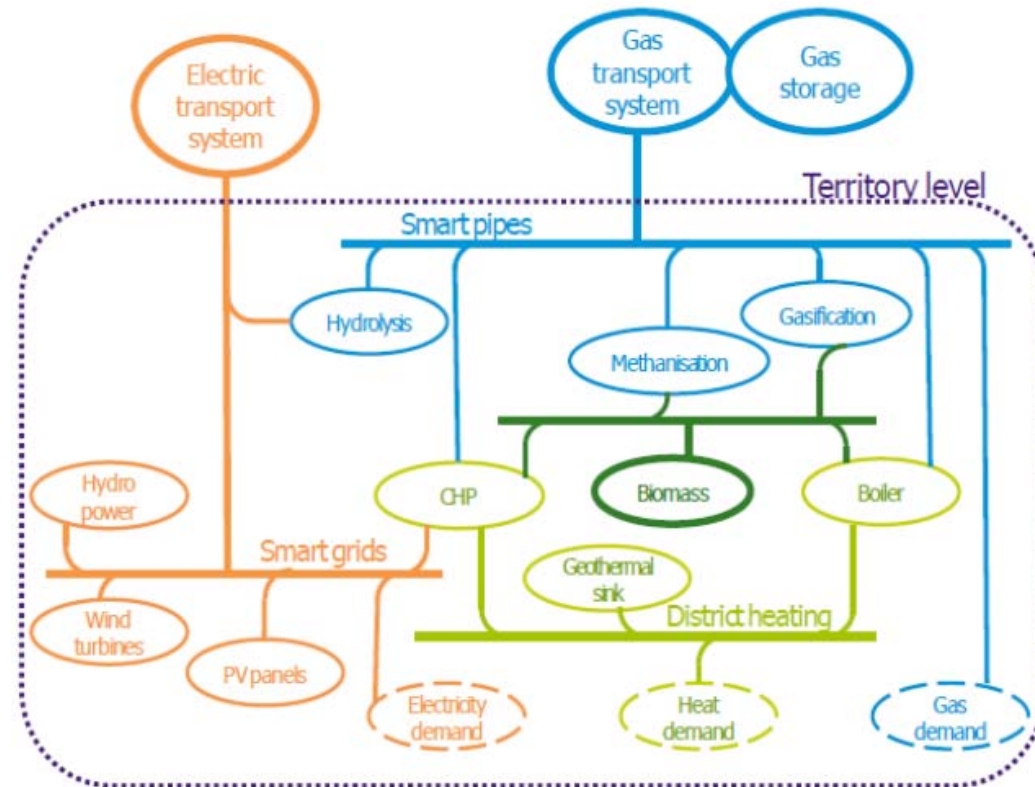 Electric
transport
system
Gas
transport
system
Gas
storage
Territory level
Smart pipes
Hydrolysis
Gasification
Methanisation
Hydro
power
CHP
Biomass
Boiler
Smart grids
Geothermal
sink
District heating
Wind
turbines
PV panels
Electricity
demand
Heat
demand
Gas
demand